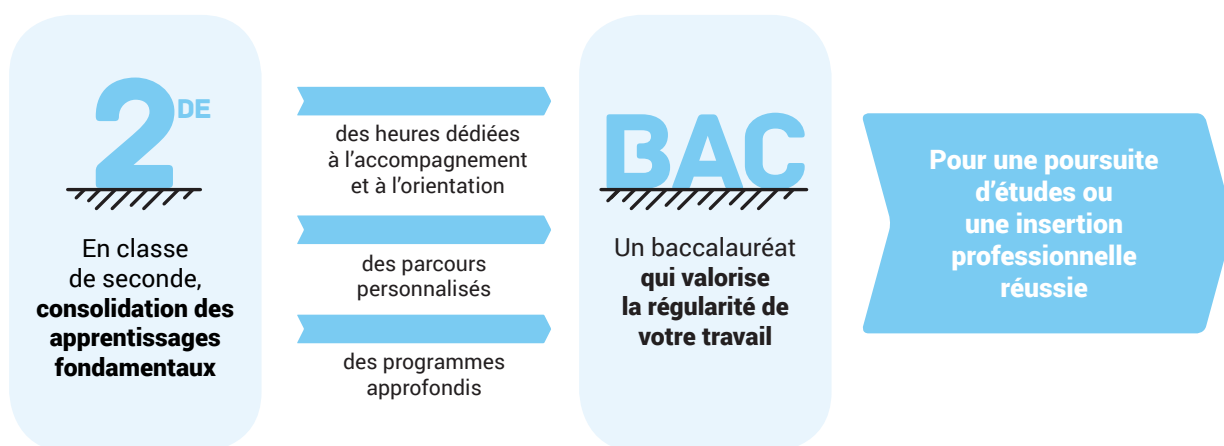 2DE
En classe
de seconde,
consolidation des
apprentissages
fondamentaux
des heures dédiées
à l'accompagnement
et à l'orientation
des parcours
personnalisés
des programmes
approfondis
BAC
Un baccalauréat
qui valorise
la régularité de
votre travail
Pour une poursuite
d'études ou
une insertion
professionnelle
réussie